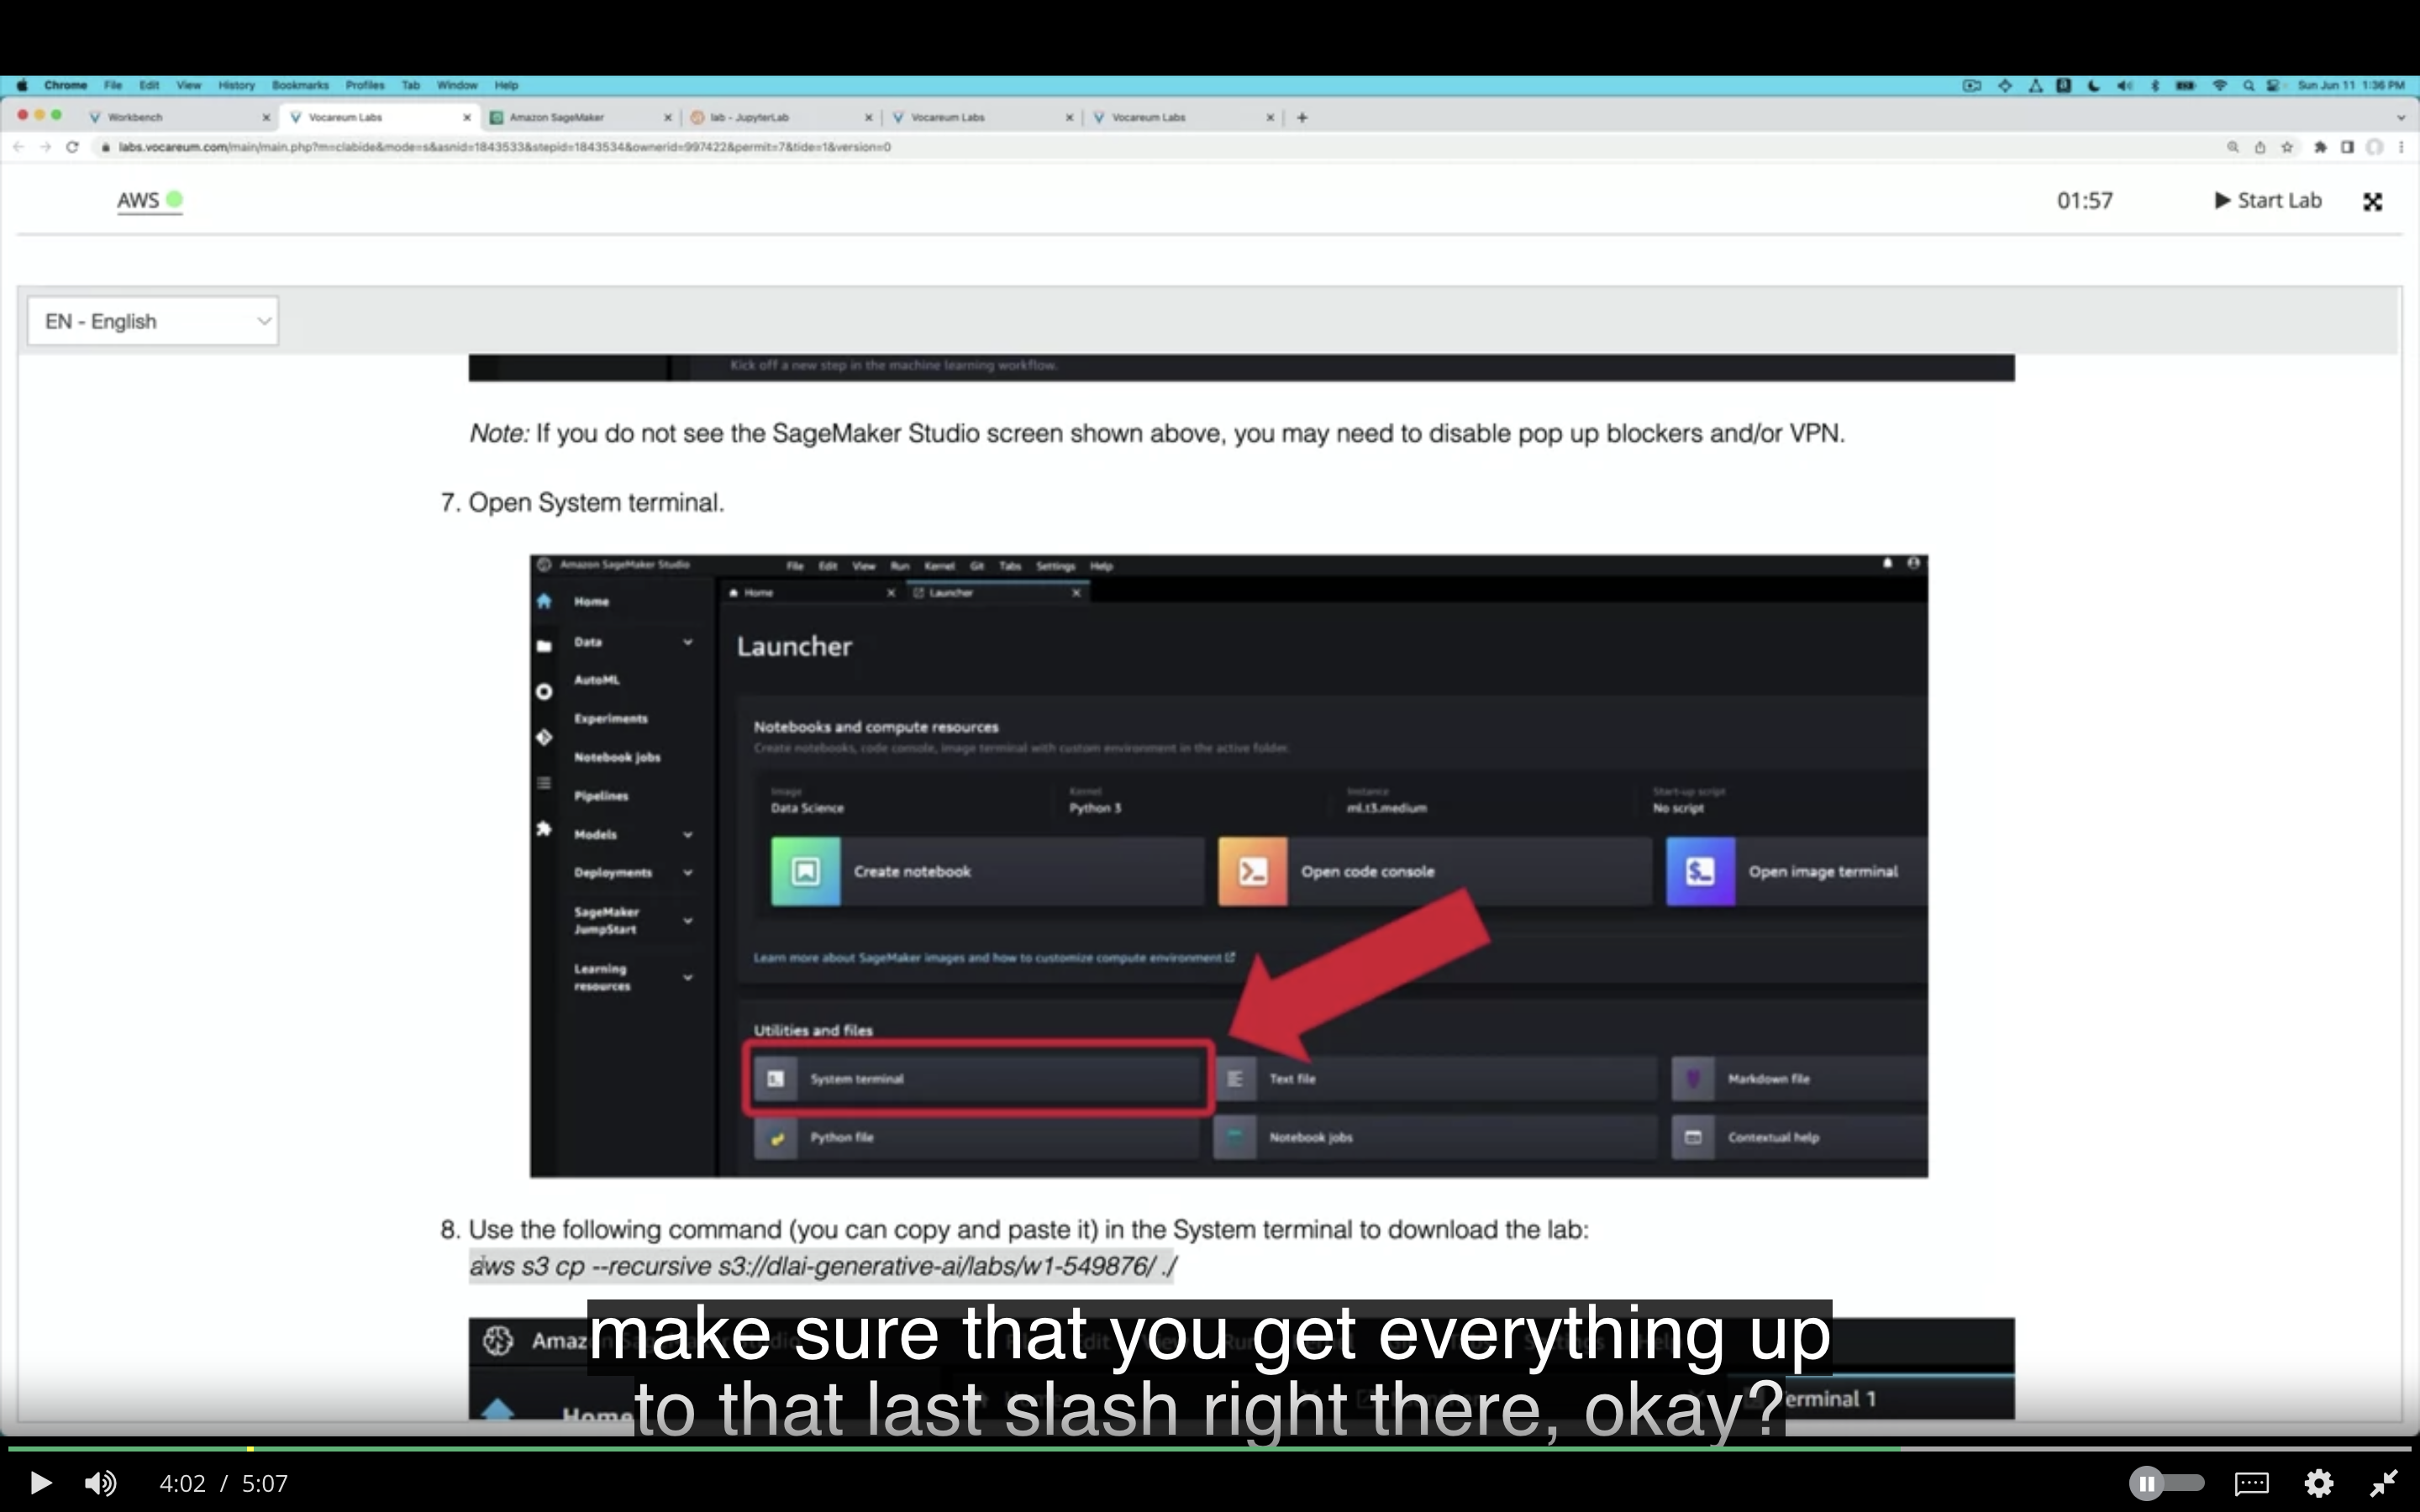 Chrome File Edit View History Bookmarks Profiles Tab Window Help
Sun Jun 11 1:36 PM
Workbench
Vocareum Labs
Amazon SageMaker
lab - JupyterLab
Vocareum Labs
Vocareum Labs
labs.vocareum.com/main/main.php?m=clabide&mode=s&asnid=1843533&stepid=1843534&ownerid=997422&permit=7&tide=1&version=0
AWS
01:57
Start Lab
EN - English
Kick off a new step in the machine learning workflow.
Note: If you do not see the SageMaker Studio screen shown above, you may need to disable pop up blockers and/or VPN.
7. Open System terminal.
Amazon SageMaker Studio
File Edit View Run Kernel Git Tabs Settings Help
Home
Data
AutoML
Experiments
Notebook jobs
Pipelines
Models
Deployments
SageMaker
JumpStart
Learning
resources
Home
Launcher
Launcher
Notebooks and compute resources
Create notebooks, code console, image terminal with custom environment in the active folder.
Image
Data Science
Kernel
Python 3
Instance
ml.t3.medium
Start-up script
No script
Create notebook
Open code console
Open image terminal
Learn more about SageMaker images and how to customize compute environment
Utilities and files
System terminal
Text file
Markdown file
Python file
Notebook jobs
Contextual help
8. Use the following command (you can copy and paste it) in the System terminal to download the lab:
aws s3 cp --recursive s3://dlai-generative-ai/labs/w1-549876/ ./
Amaz
make sure that you get everything up
Home
to that last slash right there, okay?
erminal 1
4:02 / 5:07